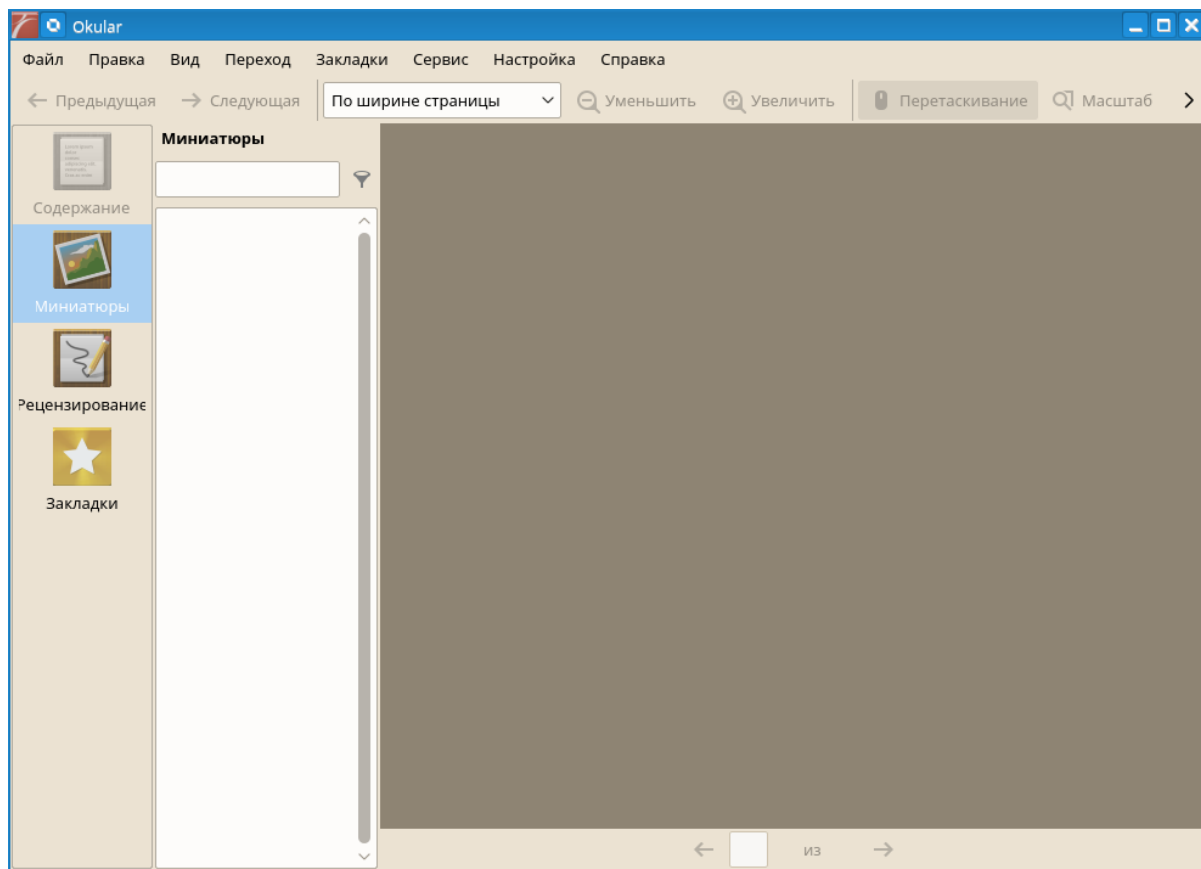 Okular
Файл Правка Вид Переход Закладки Сервис Настройка Справка
Предыдущая Следующая По ширине страницы Уменьшить Увеличить Перетаскивание Масштаб
Содержание
Миниатюры
Рецензирование
Закладки
Миниатюры
из